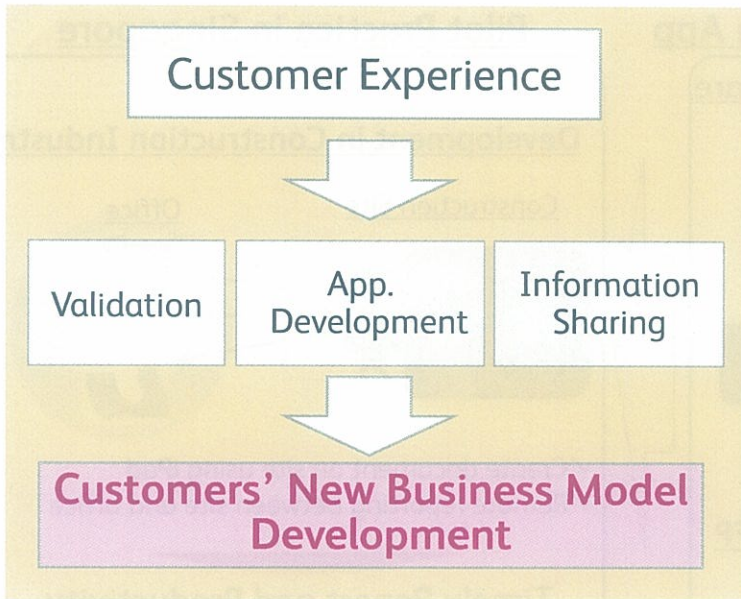 Customer Experience
Validation
App.
Development
Information
Sharing
Customers' New Business Model
Development